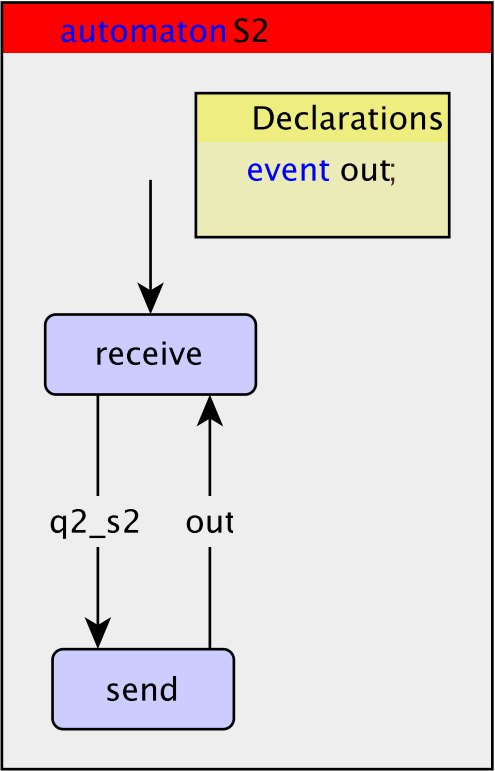 automaton S2
Declarations
event out;
receive
q2_s2 out
send